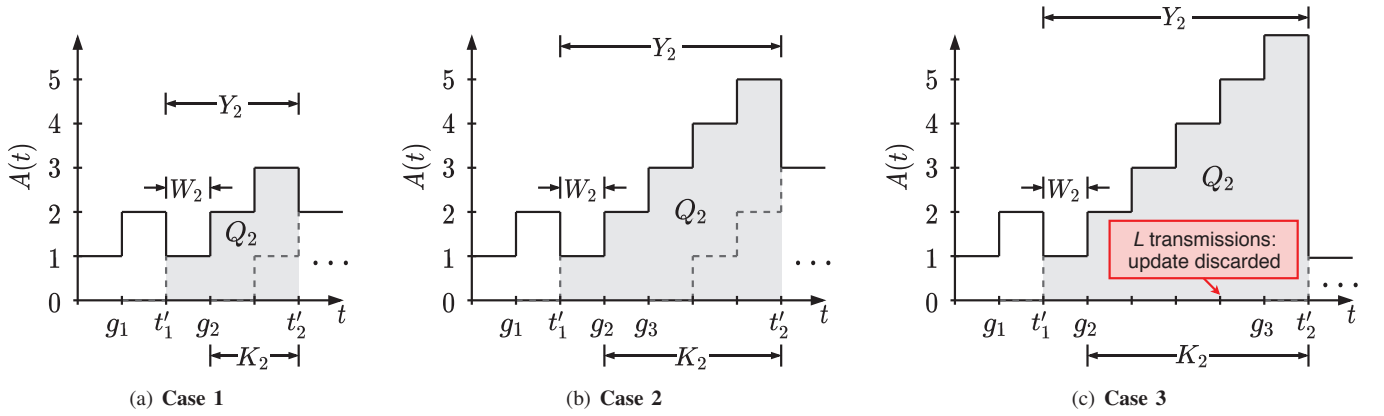 Y₂
5
4
3
2
1
0
A(t)
W₂
Q₂
. . .
g₁ t′₁ g₂ t′₂ t
K₂
(a) Case 1
Y₂
5
4
3
2
1
0
A(t)
W₂
Q₂
. . .
g₁ t′₁ g₂ g₃ t′₂ t
K₂
(b) Case 2
Y₂
5
4
3
2
1
0
A(t)
W₂
Q₂
L transmissions:
update discarded
. . .
g₁ t′₁ g₂ g₃ t′₂ t
K₂
(c) Case 3